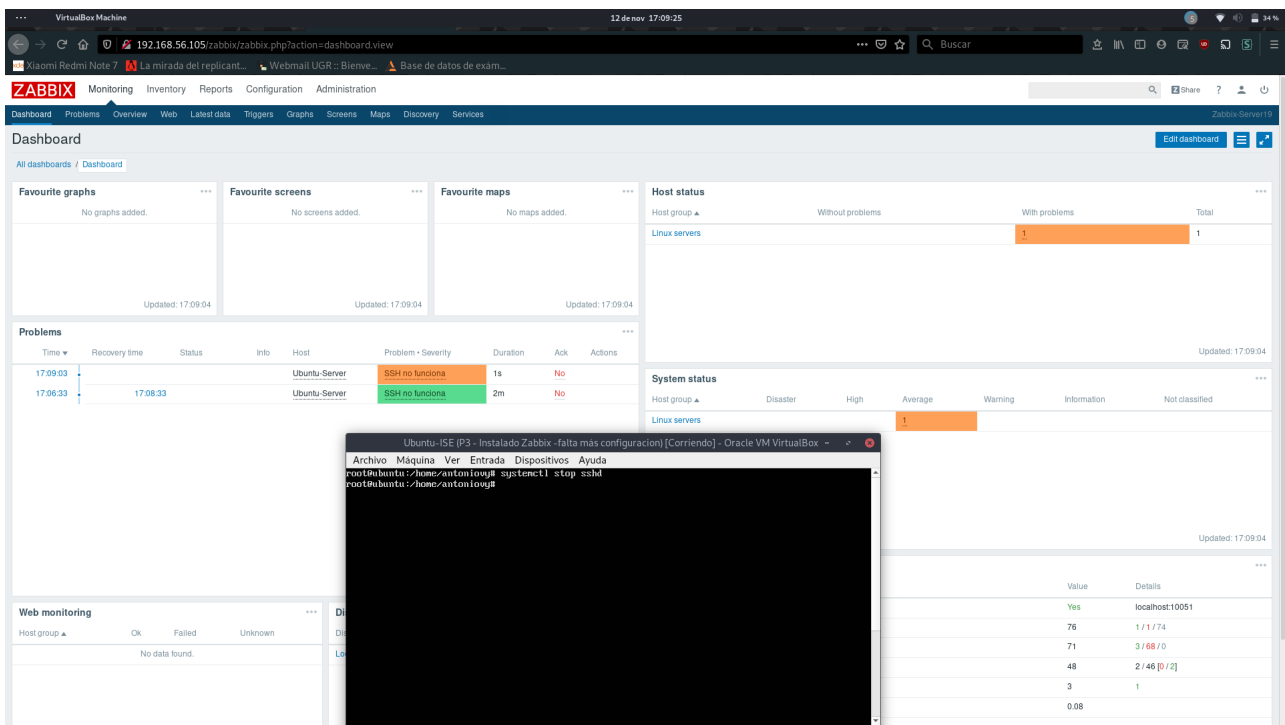 VirtualBox Machine 12 de nov 17:09:25 5 34 %
192.168.56.105/zabbix/zabbix.php?action=dashboard.view Buscar
Xiaomi Redmi Note 7 La mirada del replicant... Webmail UGR :: Bienve... Base de datos de exám...
ZABBIX Monitoring Inventory Reports Configuration Administration Z Share ?
Dashboard Problems Overview Web Latest data Triggers Graphs Screens Maps Discovery Services Zabbix-Server19
Dashboard Edit dashboard
All dashboards / Dashboard
Favourite graphs Favourite screens Favourite maps Host status
No graphs added. No screens added. No maps added. Host group ▲ Without problems With problems Total
Linux servers 1 1
Updated: 17:09:04 Updated: 17:09:04 Updated: 17:09:04
Problems
Time ▼ Recovery time Status Info Host Problem • Severity Duration Ack Actions
Updated: 17:09:04
17:09:03 Ubuntu-Server SSH no funciona 1s No
System status
17:06:33 17:08:33 Ubuntu-Server SSH no funciona 2m No
Host group ▲ Disaster High Average Warning Information Not classified
Linux servers 1
Ubuntu-ISE (P3 - Instalado Zabbix -falta más configuracion) [Corriendo] - Oracle VM VirtualBox
Archivo Máquina Ver Entrada Dispositivos Ayuda
root@ubuntu:/home/antoniovy# systemctl stop sshd
root@ubuntu:/home/antoniovy#
Updated: 17:09:04
Value Details
Web monitoring Di
Yes localhost:10051
Host group ▲ Ok Failed Unknown Dis
76 1 / 1 / 74
No data found. Loc
71 3 / 68 / 0
48 2 / 46 [0 / 2]
3 1
0.08